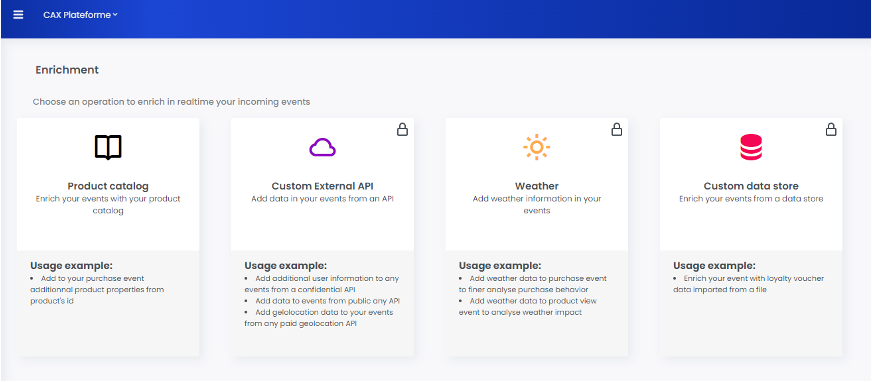 CAX Plateforme
Enrichment
Choose an operation to enrich in realtime your incoming events
Product catalog
Enrich your events with your product
catalog
Usage example:
• Add to your purchase event
additionnal product properties from
product's id
Custom External API
Add data in your events from an API
Usage example:
• Add additional user information to any
events from a confidential API
• Add data to events from public any API
• Add gelolocation data to your events
from any paid geolocation API
Weather
Add weather information in your
events
Usage example:
• Add weather data to purchase event
to finer analyse purchase behavior
• Add weather data to product view
event to analyse weather impact
Custom data store
Enrich your events from a data store
Usage example:
• Enrich your event with loyalty voucher
data imported from a file